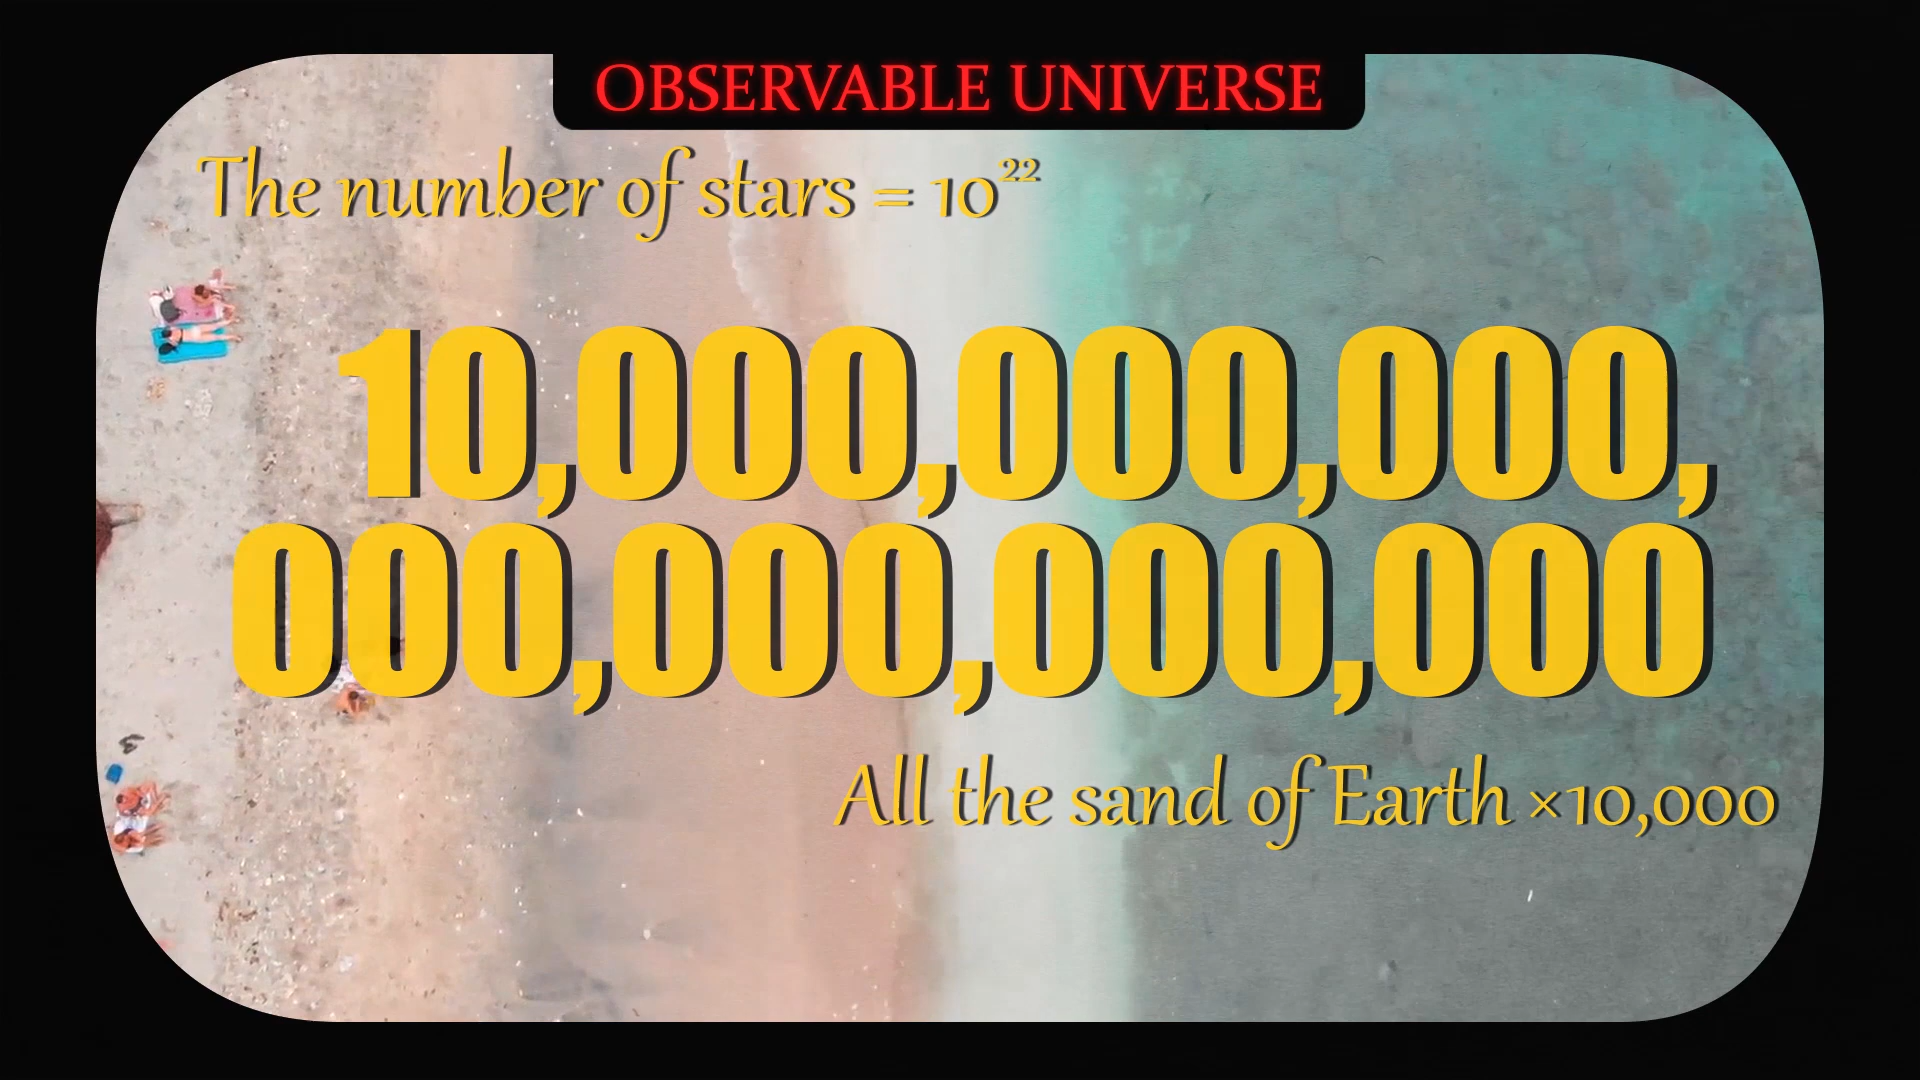 OBSERVABLE UNIVERSE
The number of stars = 10²²
10,000,000,000,
000,000,000,000
All the sand of Earth ×10,000